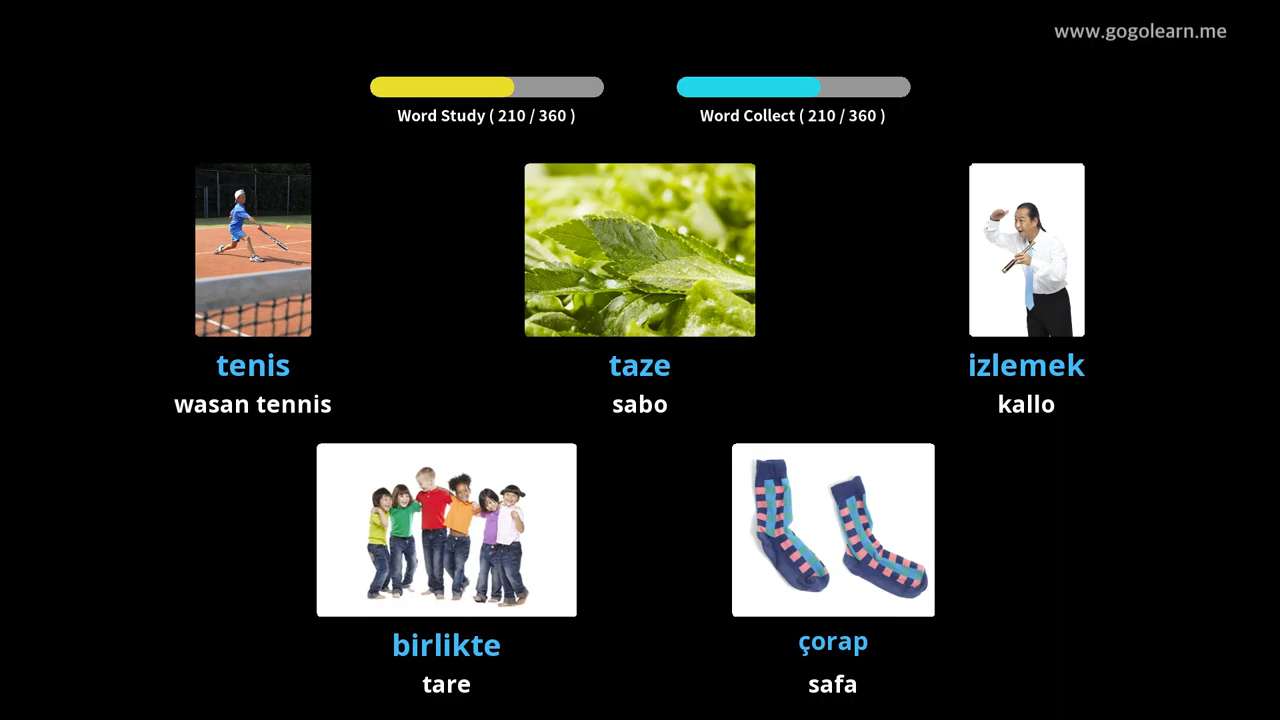 www.gogolearn.me
Word Study ( 210 / 360 )
Word Collect ( 210 / 360 )
tenis
wasan tennis
taze
sabo
izlemek
kallo
birlikte
tare
çorap
safa